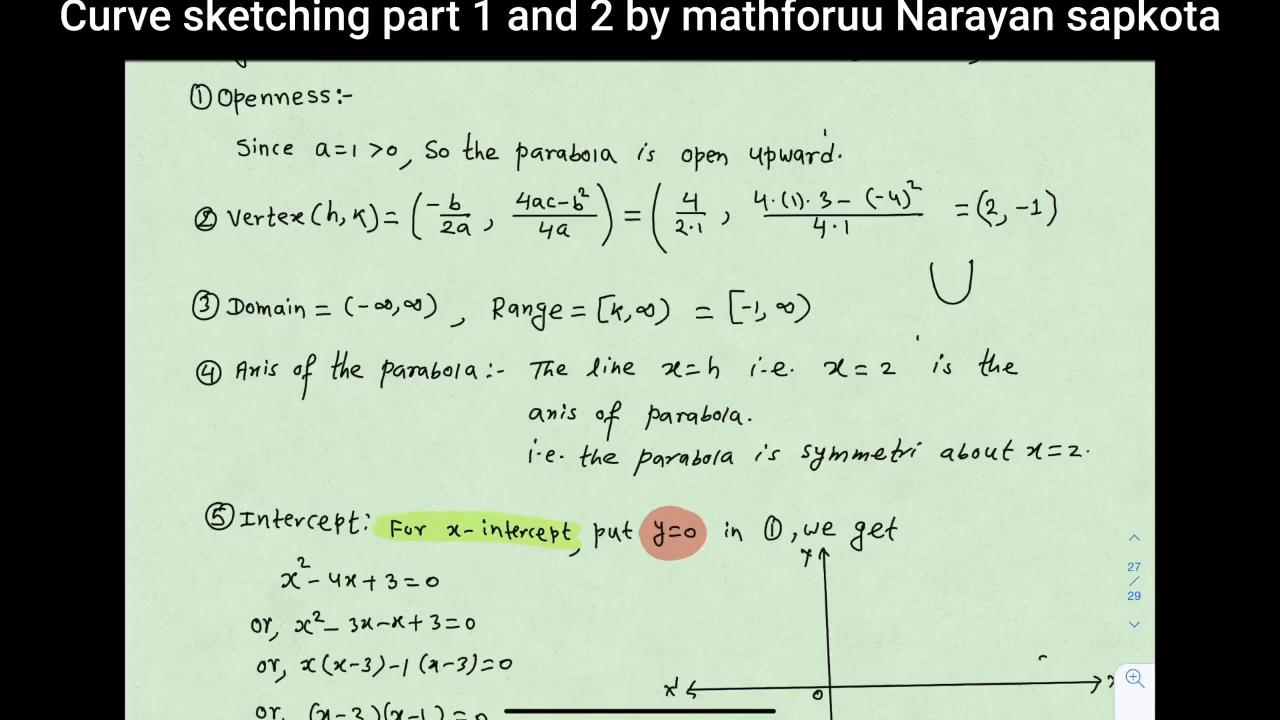 Curve sketching part 1 and 2 by mathforuu Narayan sapkota
① Openness:-
Since a=1 >0, So the parabola is open upward.
② Vertex(h, k) = (-b/2a, 4ac-b²/4a) = (4/2·1, 4·(1)·3-(-4)²/4·1 = (2, -1)
③ Domain = (-∞,∞), Range = [k,∞) = [-1, ∞)
④ Axis of the parabola:- The line x=h i.e. x=2 is the
axis of parabola.
i.e. the parabola is symmetri about x=2.
⑤ Intercept: For x-intercept, put y=0 in ①, we get
x²-4x+3=0
or, x²-3x-x+3=0
or, x(x-3)-1(x-3)=0
or, (x-3)(x-1)=0
Y
X' O X
27
/
29